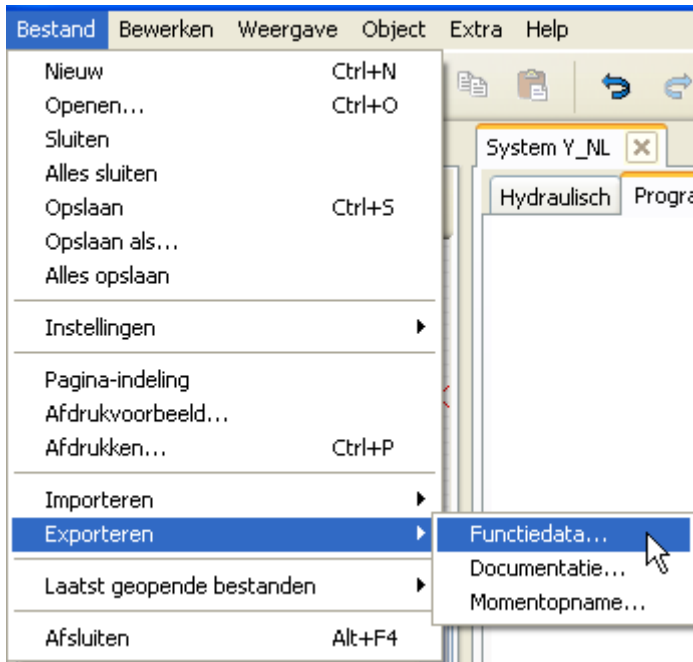 Bestand Bewerken Weergave Object Extra Help
Nieuw Ctrl+N
Openen... Ctrl+O
Sluiten
Alles sluiten
Opslaan Ctrl+S
Opslaan als...
Alles opslaan
Instellingen
Pagina-indeling
Afdrukvoorbeeld...
Afdrukken... Ctrl+P
Importeren
Exporteren
Laatst geopende bestanden
Afsluiten Alt+F4
System Y_NL
Hydraulisch Progra
Functiedata...
Documentatie...
Momentopname...